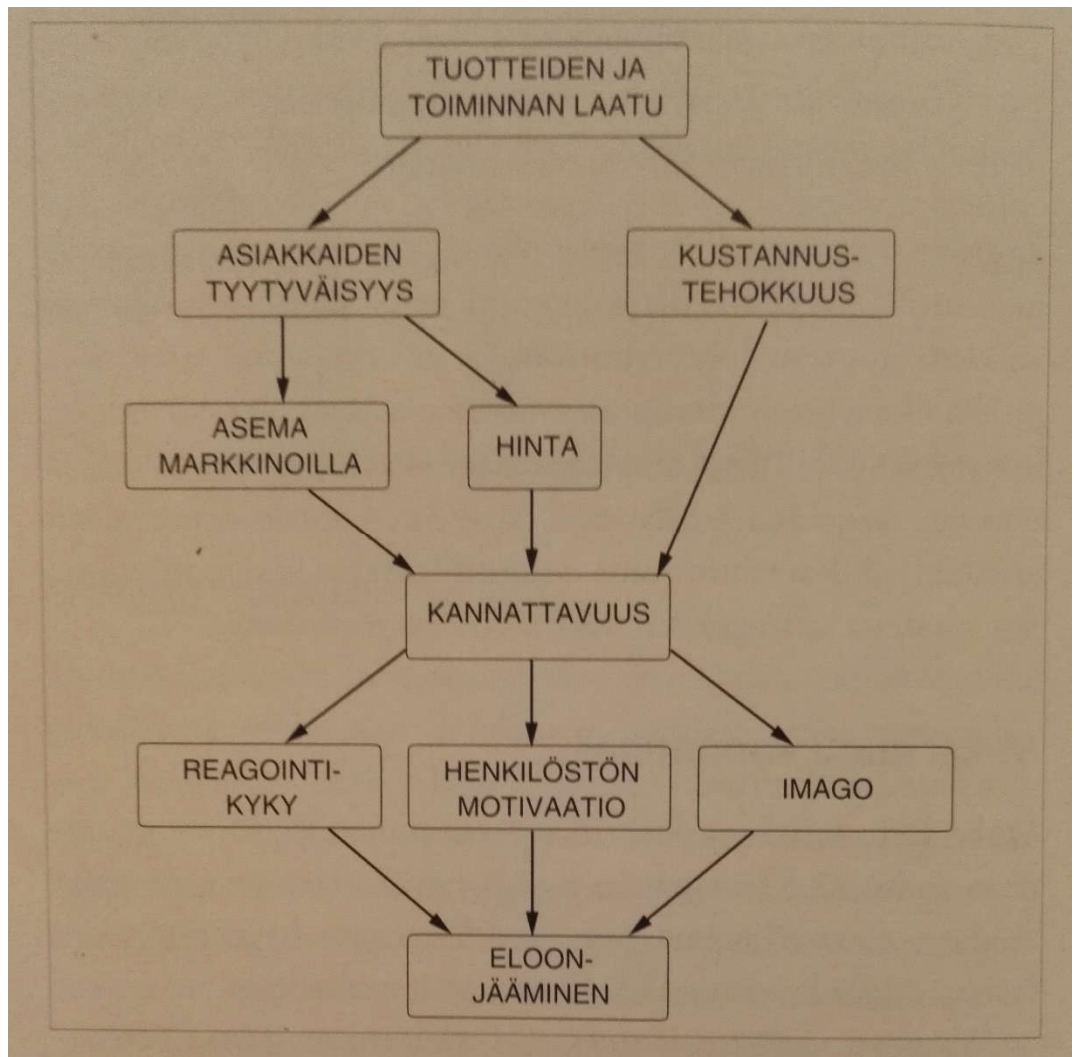 TUOTTEIDEN JA
TOIMINNAN LAATU
ASIAKKAIDEN
TYYTYVÄISYYS
KUSTANNUS-
TEHOKKUUS
ASEMA
MARKKINOILLA
HINTA
KANNATTAVUUS
REAGOINTI-
KYKY
HENKILÖSTÖN
MOTIVAATIO
IMAGO
ELOON-
JÄÄMINEN